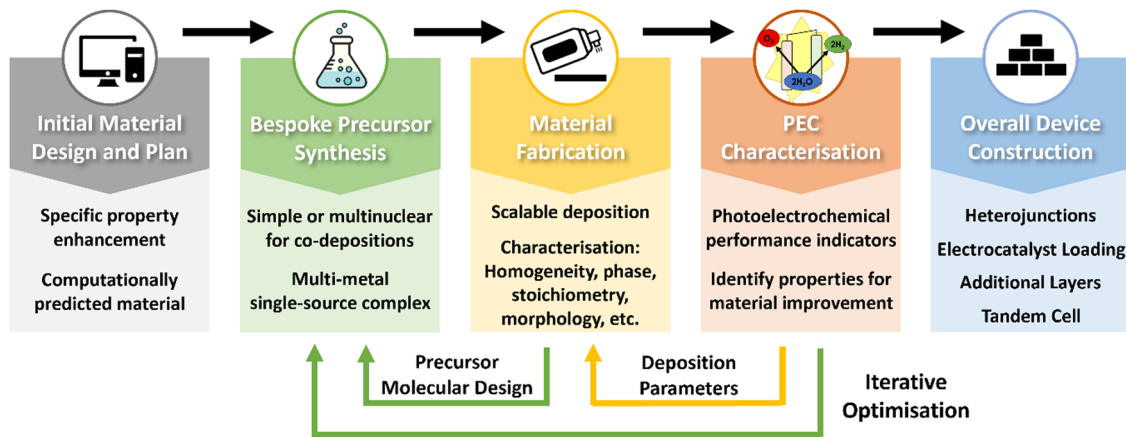 O₂
2H₂
2H₂O
Initial Material
Design and Plan
Specific property
enhancement
Computationally
predicted material
Bespoke Precursor
Synthesis
Simple or multinuclear
for co-depositions
Multi-metal
single-source complex
Material
Fabrication
Scalable deposition
Characterisation:
Homogeneity, phase,
stoichiometry,
morphology, etc.
PEC
Characterisation
Photoelectrochemical
performance indicators
Identify properties for
material improvement
Overall Device
Construction
Heterojunctions
Electrocatalyst Loading
Additional Layers
Tandem Cell
Precursor
Molecular Design
Deposition
Parameters
Iterative
Optimisation